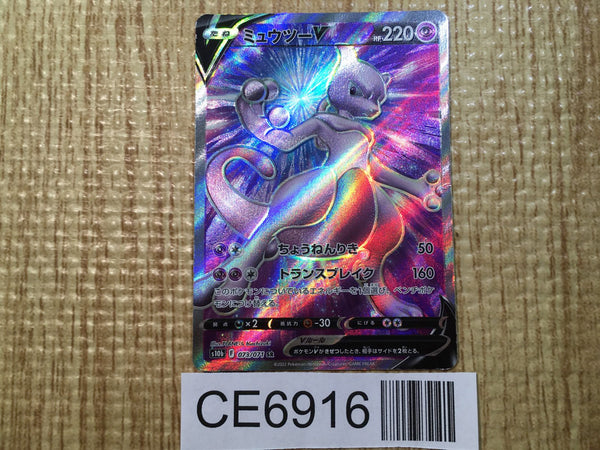 たね ミュウツーV HP 220
ちょうねんりき 50
トランスブレイク 160
このポケモンについているエネルギーを1個選び、ベンチポケ
モンにつけ替える。
弱点 ×2 抵抗力 -30 にげる
Vルール
ポケモンVがきぜつしたとき、相手はサイドを2枚とる。
s10b F 073/071 SR
CE6916